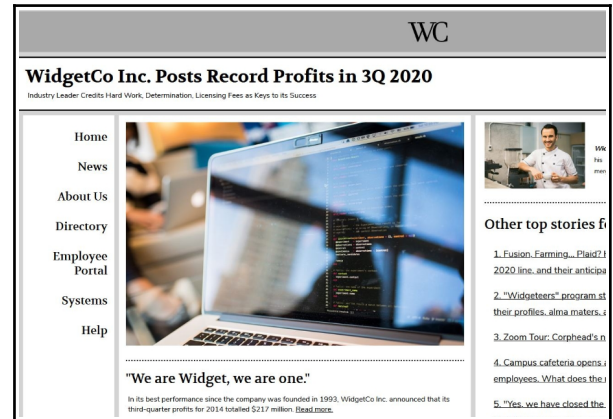 WC
WidgetCo Inc. Posts Record Profits in 3Q 2020
Industry Leader Credits Hard Work, Determination, Licensing Fees as Keys to its Success
Home
News
About Us
Directory
Employee
Portal
Systems
Help
"We are Widget, we are one."
In its best performance since the company was founded in 1993, WidgetCo Inc. announced that its
third-quarter profits for 2014 totalled $217 million. Read more.
his
Other top stories
1. Fusion, Farming... Plaid?
2020 line, and their
2. "Widgeteers" program
their profiles, alma maters,
3. Zoom Tour: Corphead's
4. Campus cafeteria opens
employees. What does the
5. "Yes, we have closed the